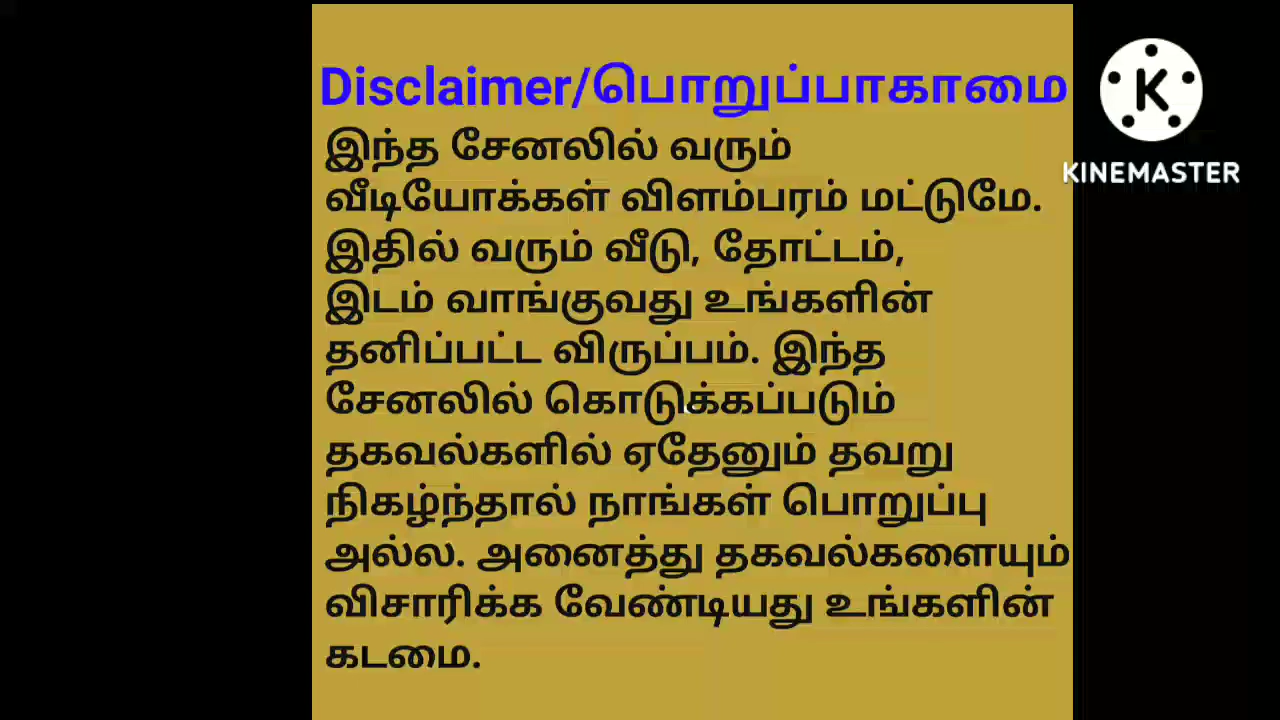 Disclaimer/பொறுப்பாகாமை
இந்த சேனலில் வரும்
வீடியோக்கள் விளம்பரம் மட்டுமே.
இதில் வரும் வீடு, தோட்டம்,
இடம் வாங்குவது உங்களின்
தனிப்பட்ட விருப்பம். இந்த
சேனலில் கொடுக்கப்படும்
தகவல்களில் ஏதேனும் தவறு
நிகழ்ந்தால் நாங்கள் பொறுப்பு
அல்ல. அனைத்து தகவல்களையும்
விசாரிக்க வேண்டியது உங்களின்
கடமை.
K
KINEMASTER